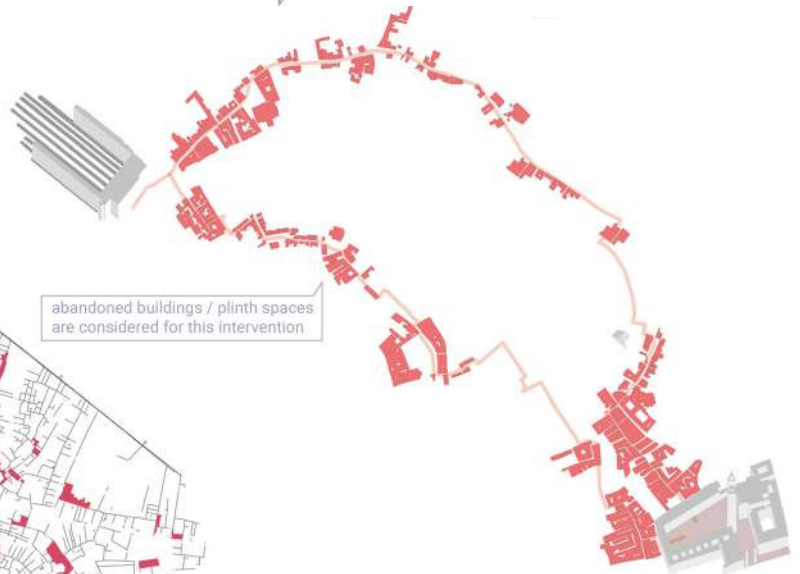 abandoned buildings / plinth spaces
are considered for this intervention